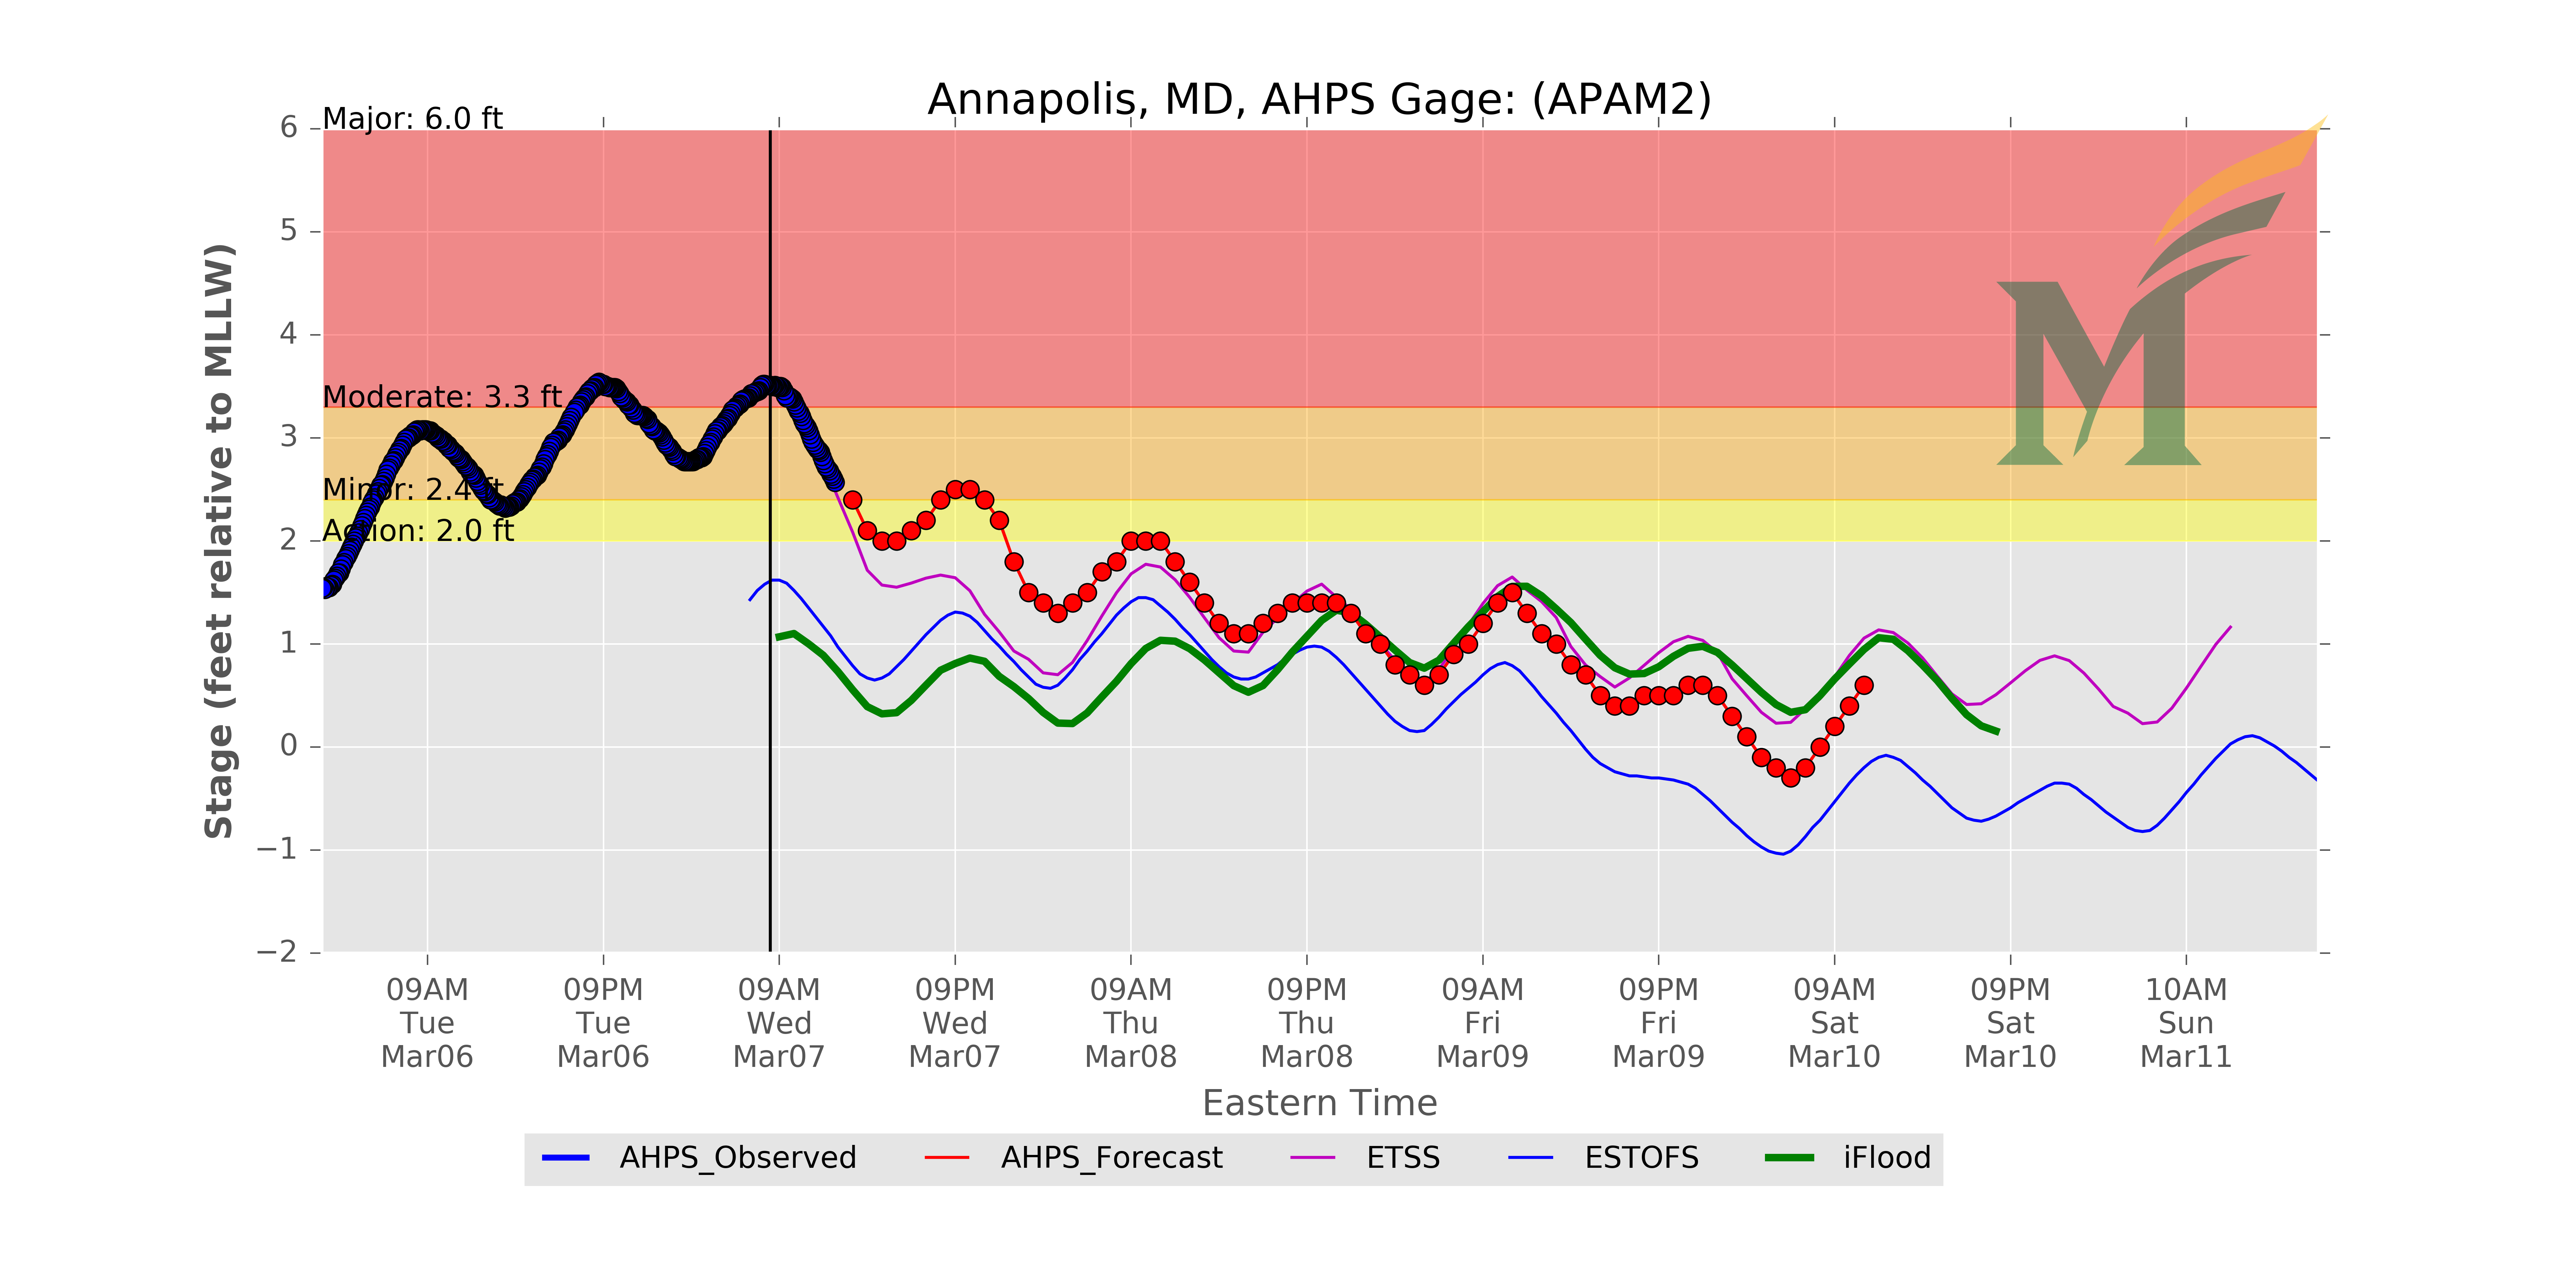 Annapolis, MD, AHPS Gage: (APAM2)
Major: 6.0 ft
Moderate: 3.3 ft
Minor: 2.4 ft
Action: 2.0 ft
6
5
4
3
2
1
0
−1
−2
Stage (feet relative to MLLW)
M
09AM 09PM 09AM 09PM 09AM 09PM 09AM 09PM 09AM 09PM 10AM
Tue Tue Wed Wed Thu Thu Fri Fri Sat Sat Sun
Mar06 Mar06 Mar07 Mar07 Mar08 Mar08 Mar09 Mar09 Mar10 Mar10 Mar11
Eastern Time
AHPS_Observed AHPS_Forecast ETSS ESTOFS iFlood